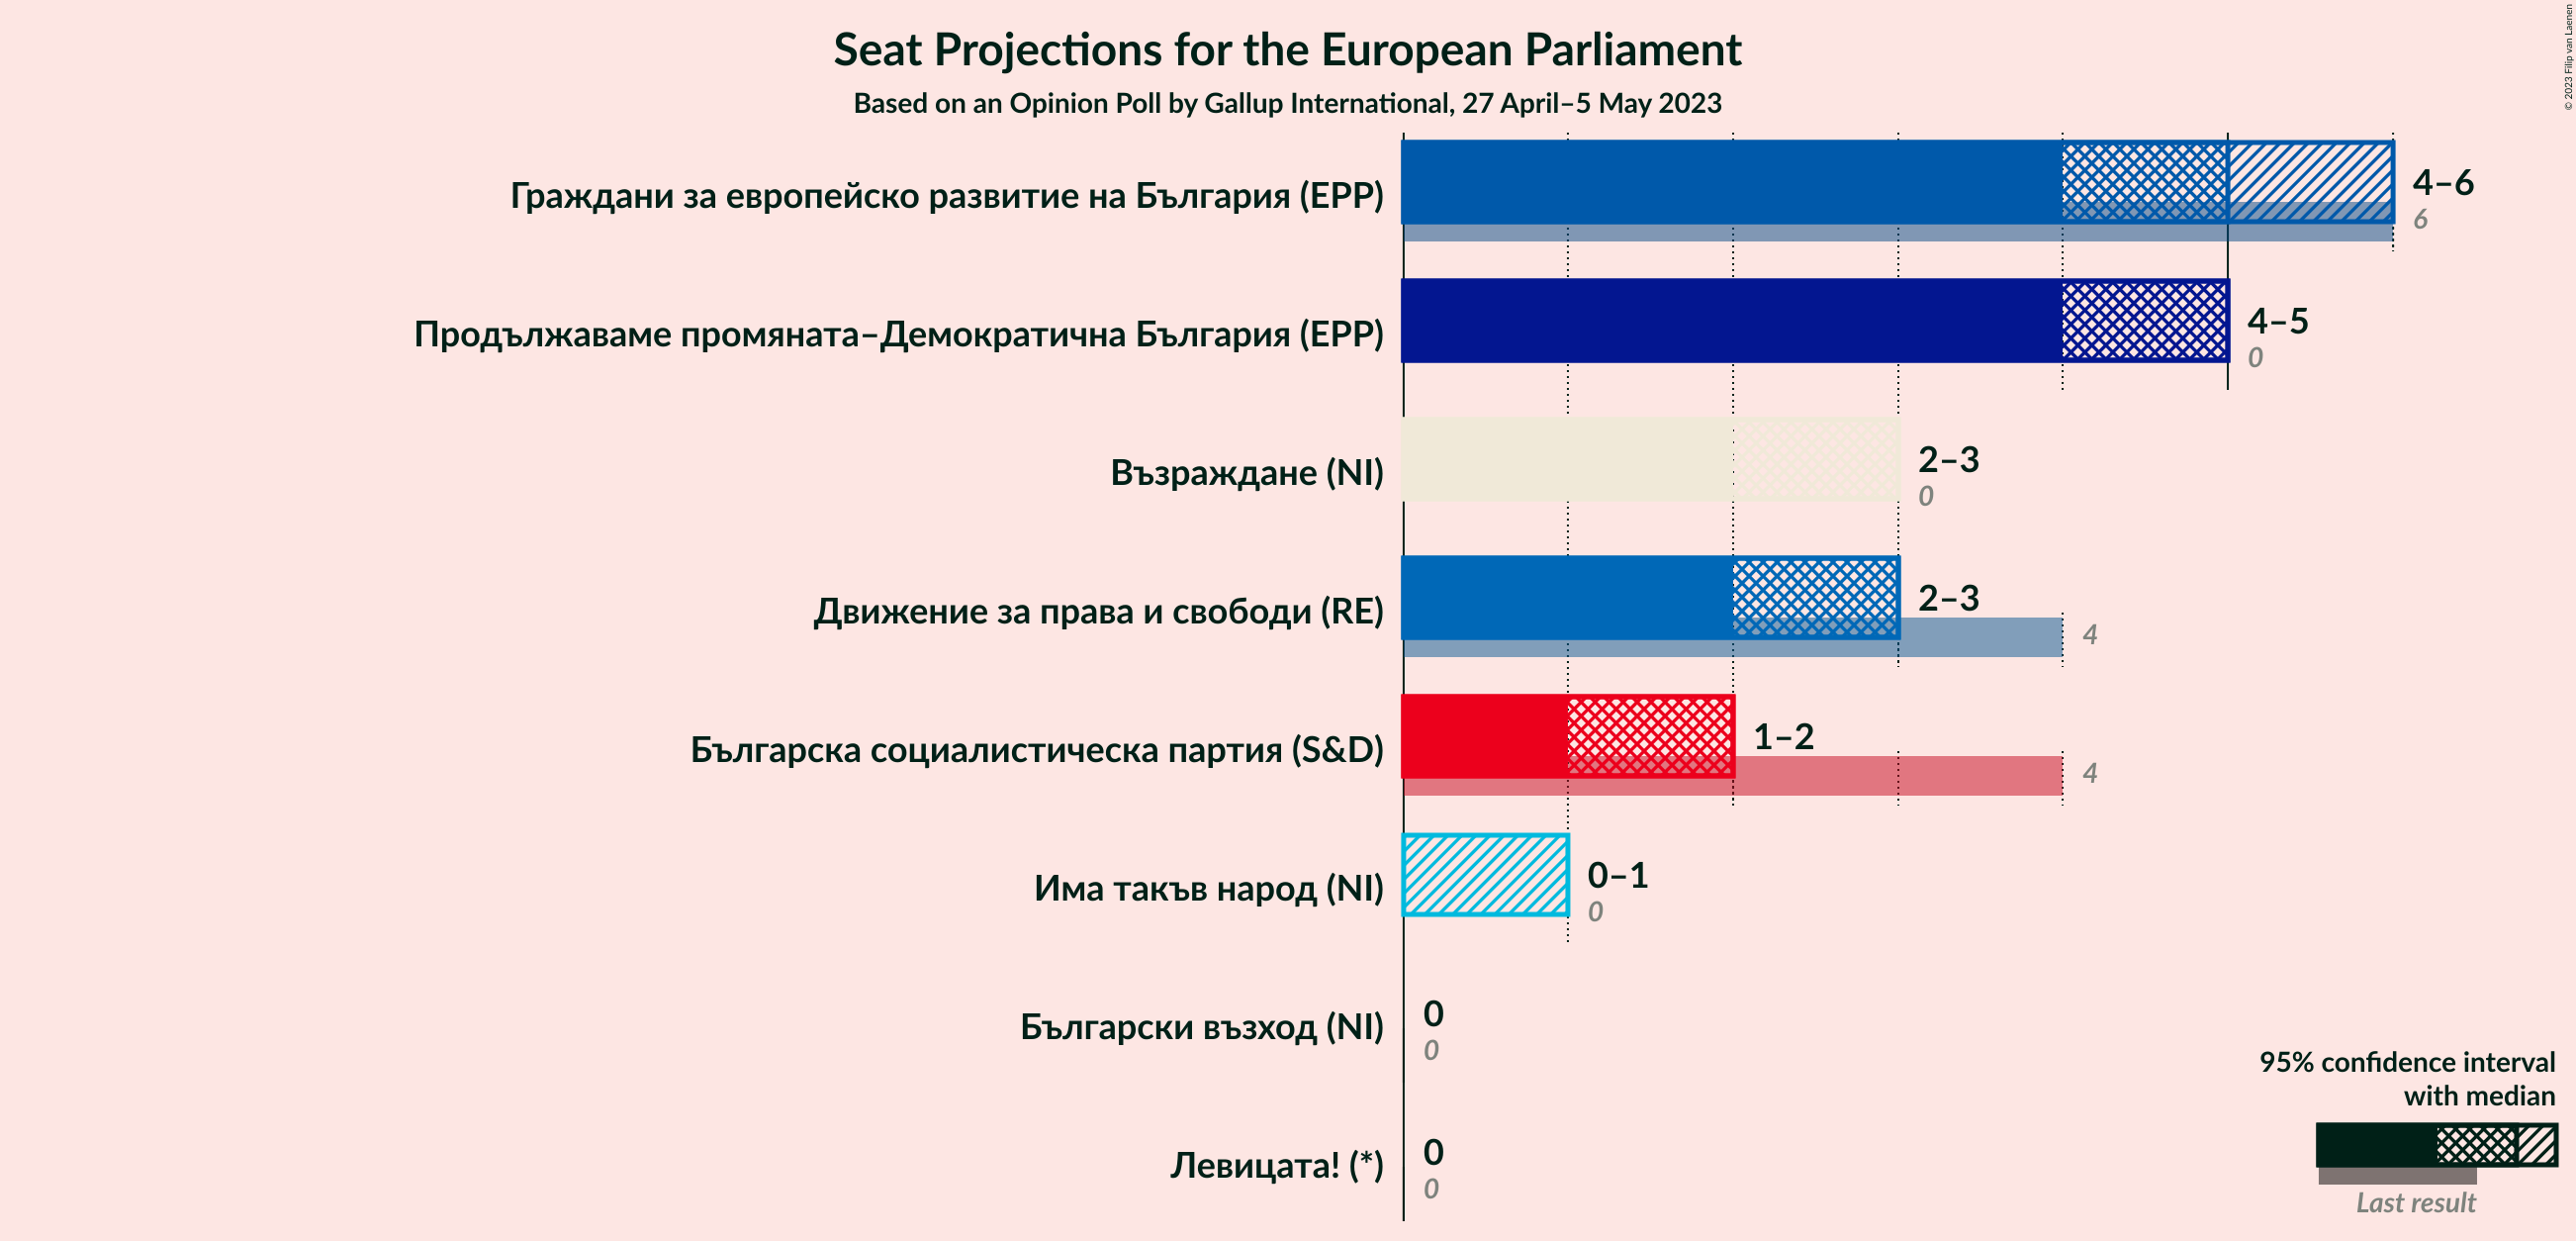 Seat Projections for the European Parliament
Based on an Opinion Poll by Gallup International, 27 April–5 May 2023
© 2023 Filip van Laenen
Граждани за европейско развитие на България (EPP)
4–6
6
Продължаваме промяната–Демократична България (EPP)
4–5
0
Възраждане (NI)
2–3
0
Движение за права и свободи (RE)
2–3
4
Българска социалистическа партия (S&D)
1–2
4
Има такъв народ (NI)
0–1
0
Български възход (NI)
0
0
Левицата! (*)
0
0
95% confidence interval
with median
Last result